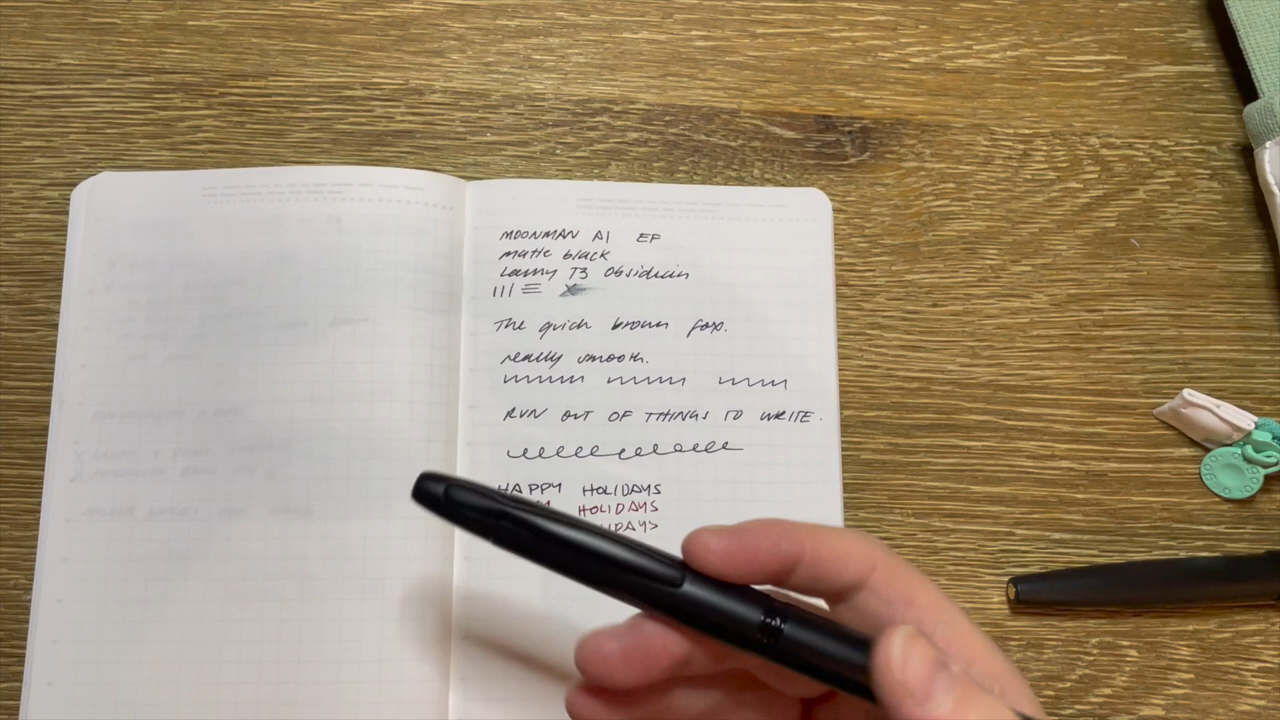 MOONMAN A1 EF
matte black
Lamy T3 Obsidian
The quick brown fox.
really smooth.
RUN OUT OF THINGS TO WRITE.
HAPPY HOLIDAYS
HOLIDAYS